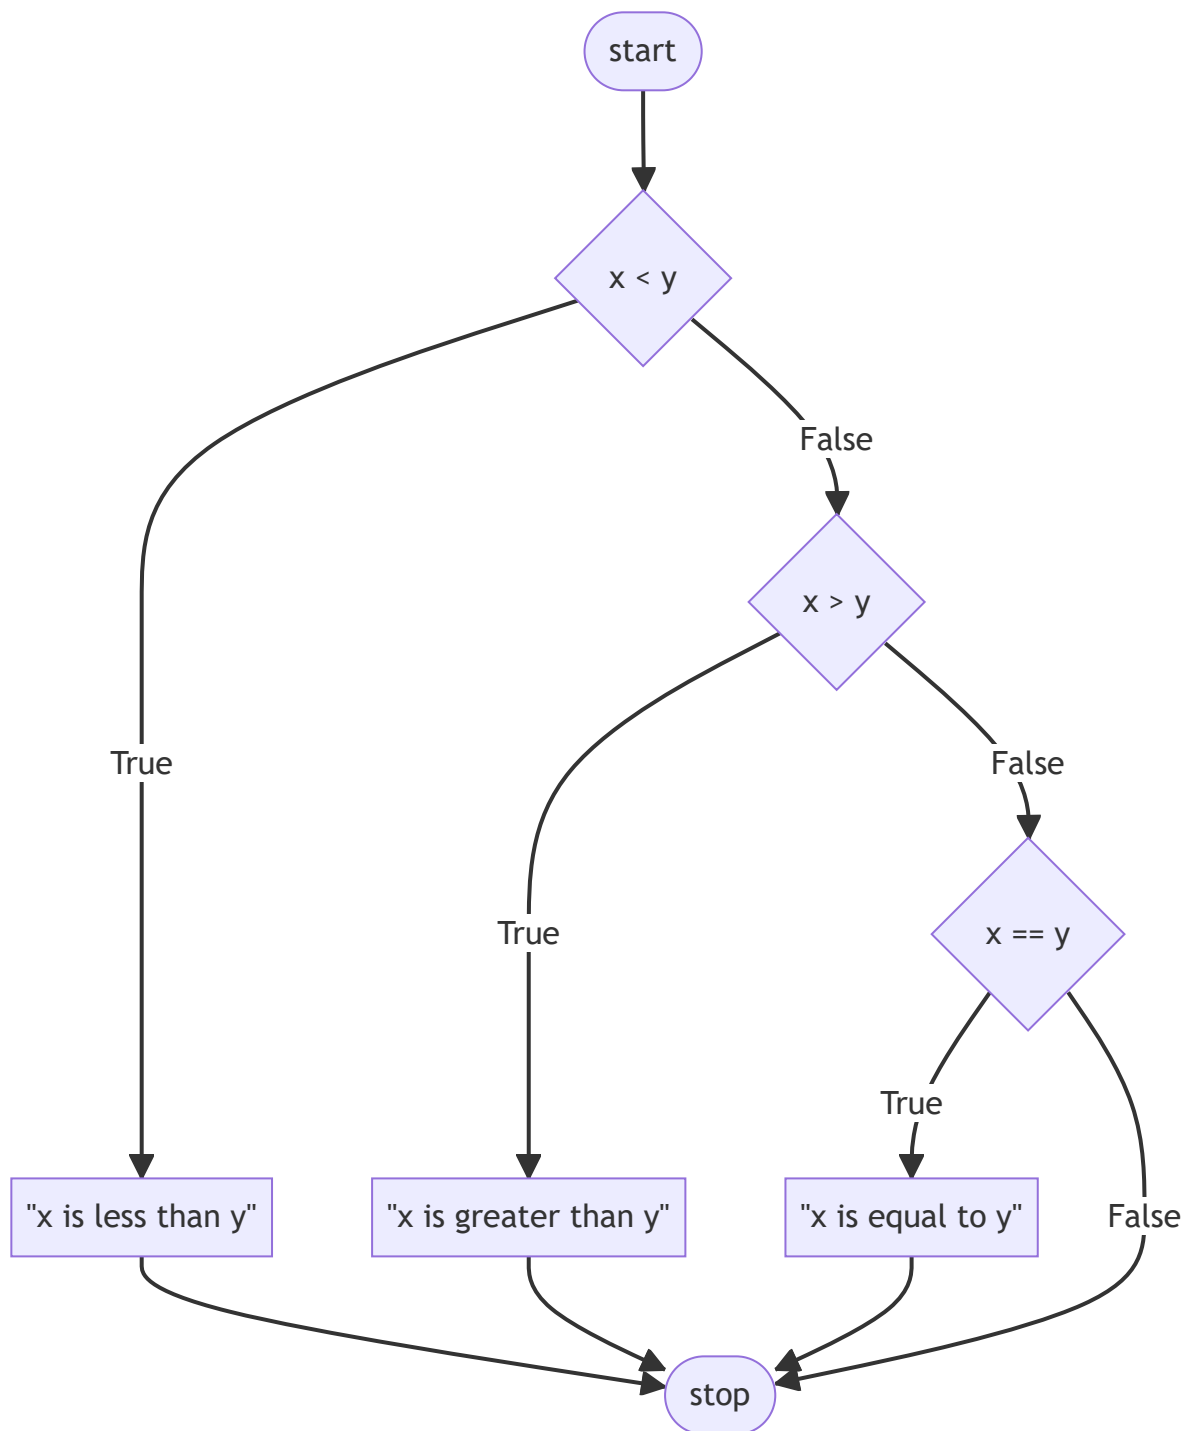 start
x < y
False
x > y
True
False
True
x == y
True
"x is less than y"
"x is greater than y"
"x is equal to y"
False
stop